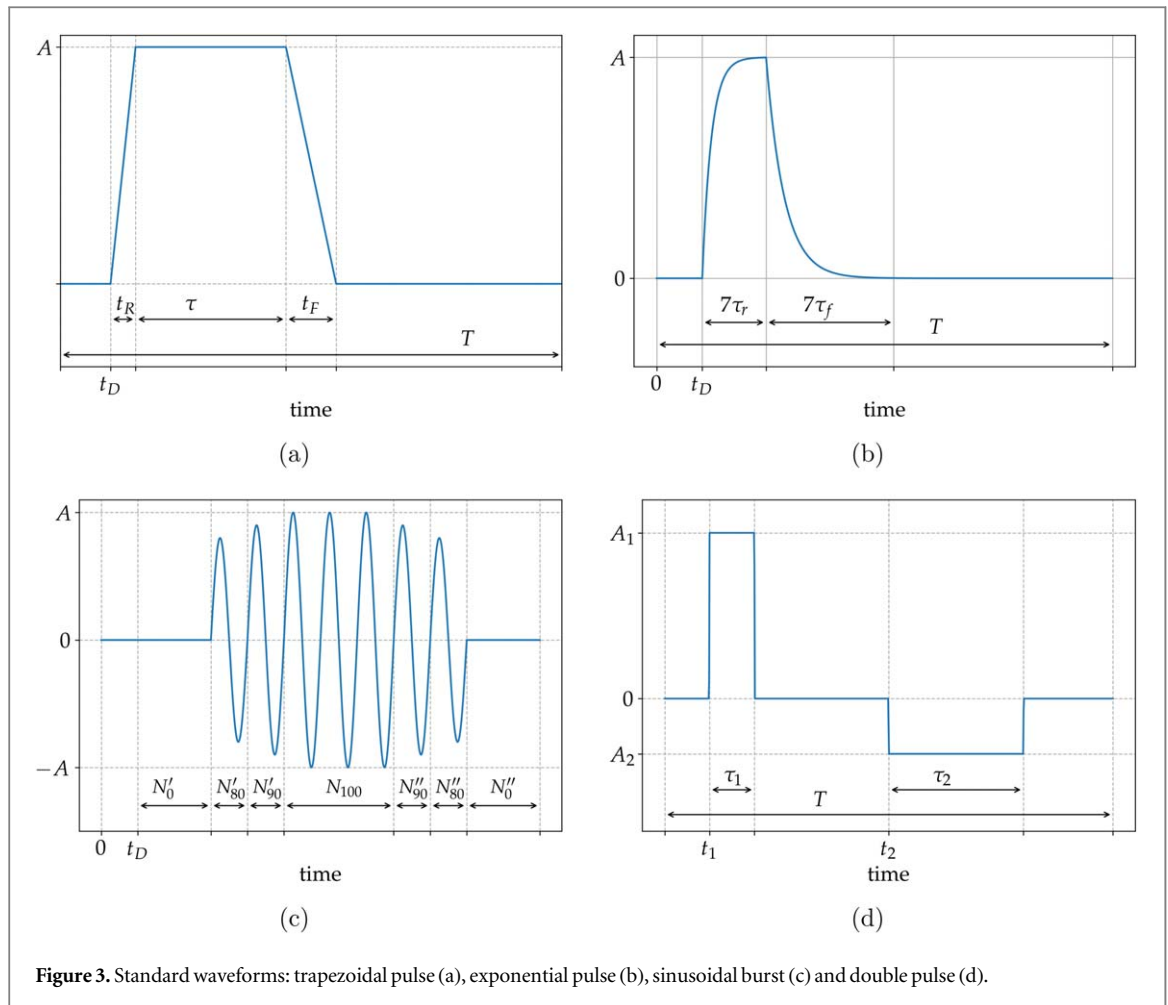 A
t_R τ t_F
T
t_D
time
(a)
A
0
7τ_r 7τ_f
T
0 t_D
time
(b)
A
0
−A
N′_0 N′_80 N′_90 N_100 N″_90 N″_80 N″_0
0 t_D
time
(c)
A_1
0
A_2
τ_1 τ_2
T
t_1 t_2
time
(d)
Figure 3. Standard waveforms: trapezoidal pulse (a), exponential pulse (b), sinusoidal burst (c) and double pulse (d).